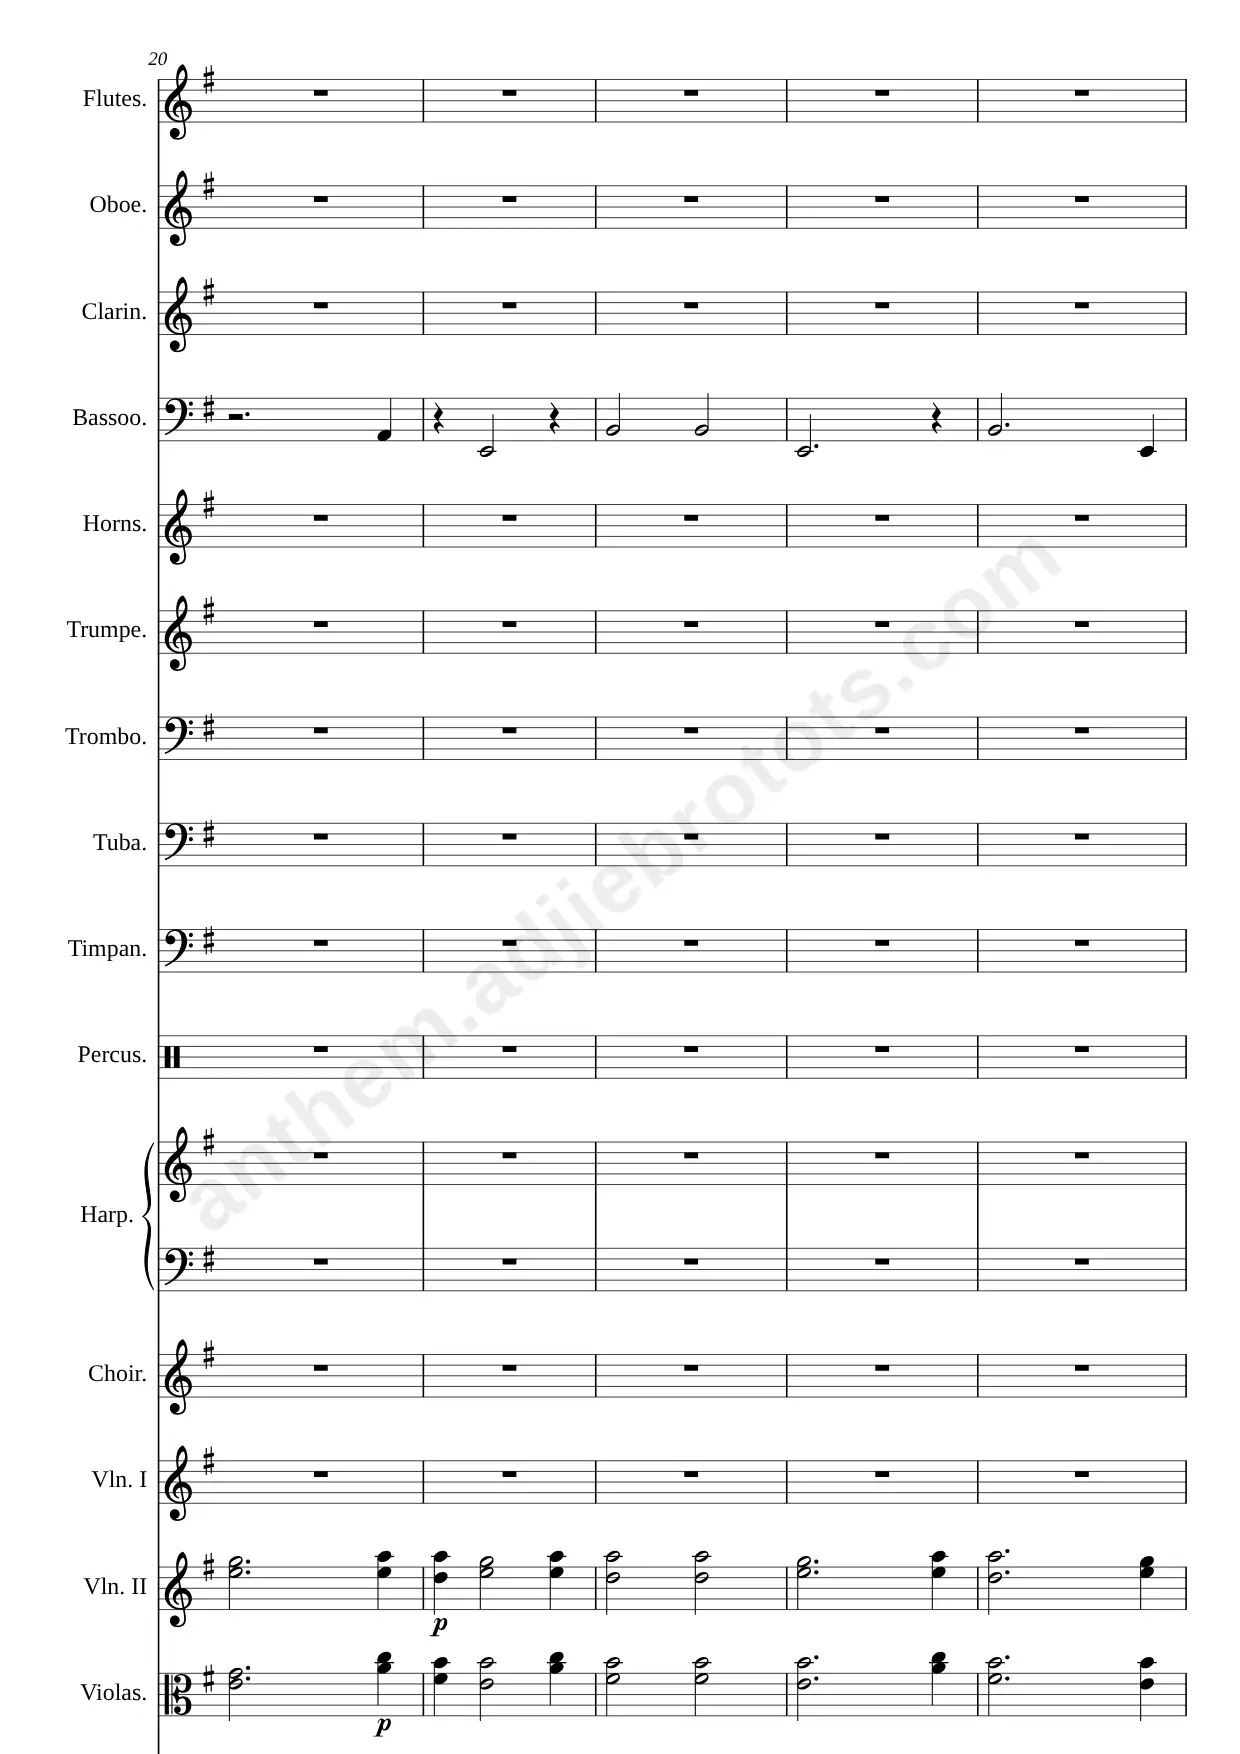 20
Flutes.
Oboe.
Clarin.
Bassoo.
Horns.
Trumpe.
Trombo.
Tuba.
Timpan.
Percus.
Harp.
Choir.
Vln. I
Vln. II
p
Violas.
p
anthem.adjiebrotots.com